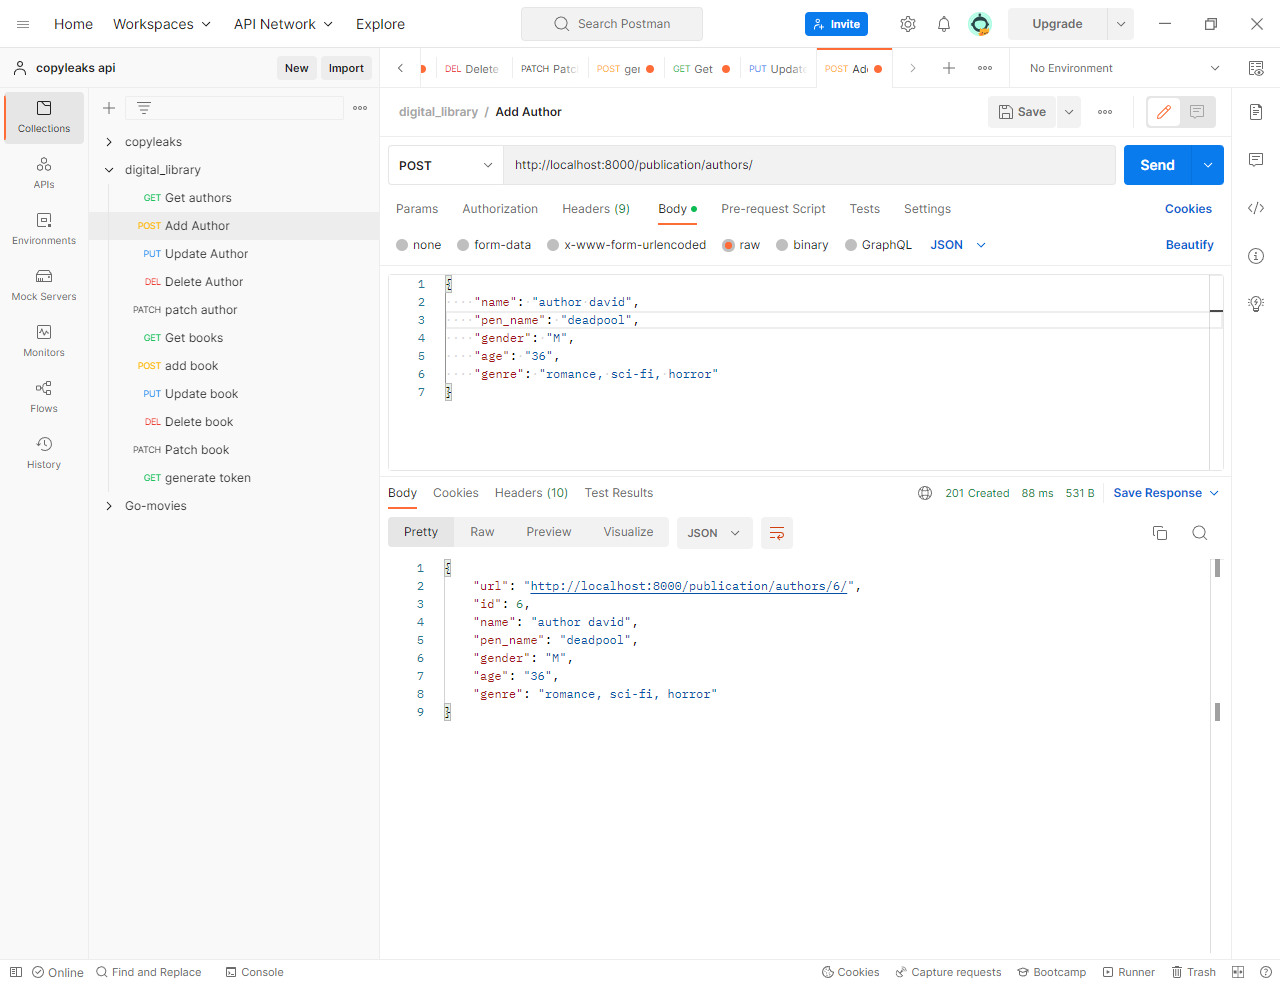 Home Workspaces API Network Explore Search Postman Invite Upgrade
copyleaks api New Import DEL Delete PATCH Patc POST ger GET Get PUT Update POST Ad No Environment
Collections
APIs
Environments
Mock Servers
Monitors
Flows
History
copyleaks
digital_library
GET Get authors
POST Add Author
PUT Update Author
DEL Delete Author
PATCH patch author
GET Get books
POST add book
PUT Update book
DEL Delete book
PATCH Patch book
GET generate token
Go-movies
digital_library / Add Author Save
POST http://localhost:8000/publication/authors/ Send
Params Authorization Headers (9) Body Pre-request Script Tests Settings Cookies
none form-data x-www-form-urlencoded raw binary GraphQL JSON Beautify
1 {
2 "name": "author david",
3 "pen_name": "deadpool",
4 "gender": "M",
5 "age": "36",
6 "genre": "romance, sci-fi, horror"
7 }
Body Cookies Headers (10) Test Results 201 Created 88 ms 531 B Save Response
Pretty Raw Preview Visualize JSON
1 {
2 "url": "http://localhost:8000/publication/authors/6/",
3 "id": 6,
4 "name": "author david",
5 "pen_name": "deadpool",
6 "gender": "M",
7 "age": "36",
8 "genre": "romance, sci-fi, horror"
9 }
Online Find and Replace Console Cookies Capture requests Bootcamp Runner Trash